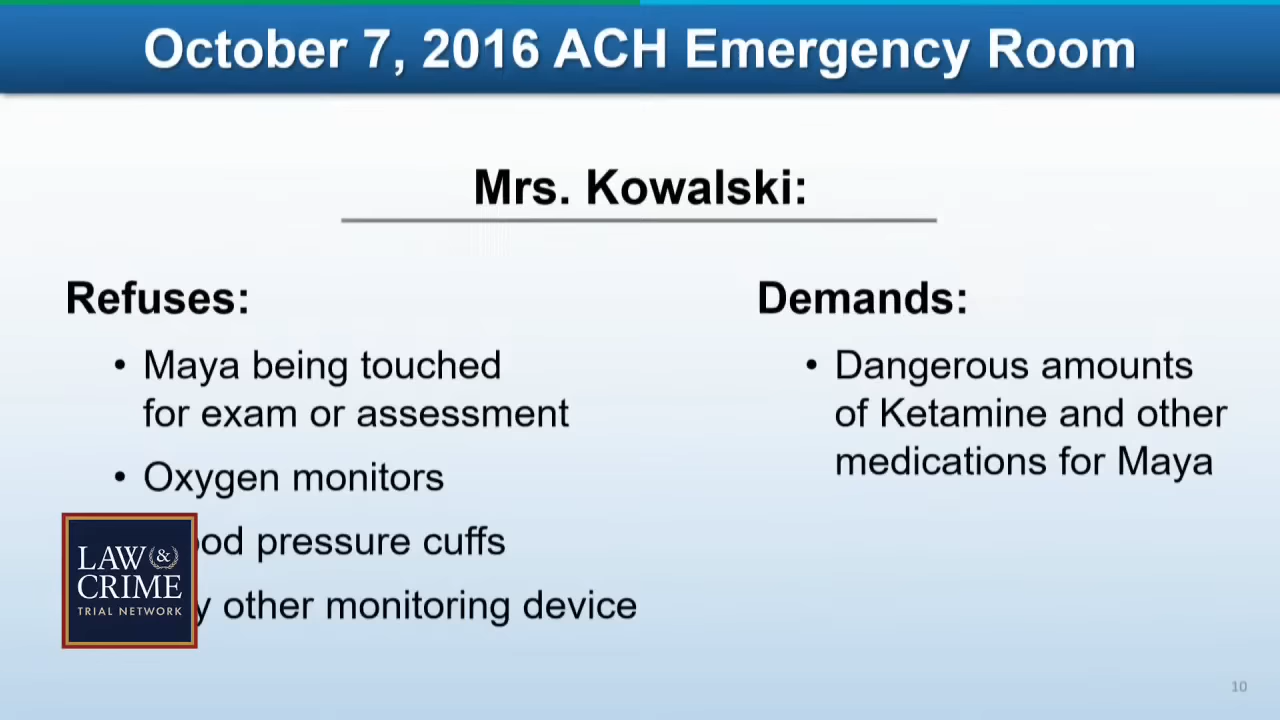 October 7, 2016 ACH Emergency Room
Mrs. Kowalski:
Refuses:
• Maya being touched
for exam or assessment
• Oxygen monitors
pressure cuffs
other monitoring device
Demands:
• Dangerous amounts
of Ketamine and other
medications for Maya
LAW &
CRIME
TRIAL NETWORK
10